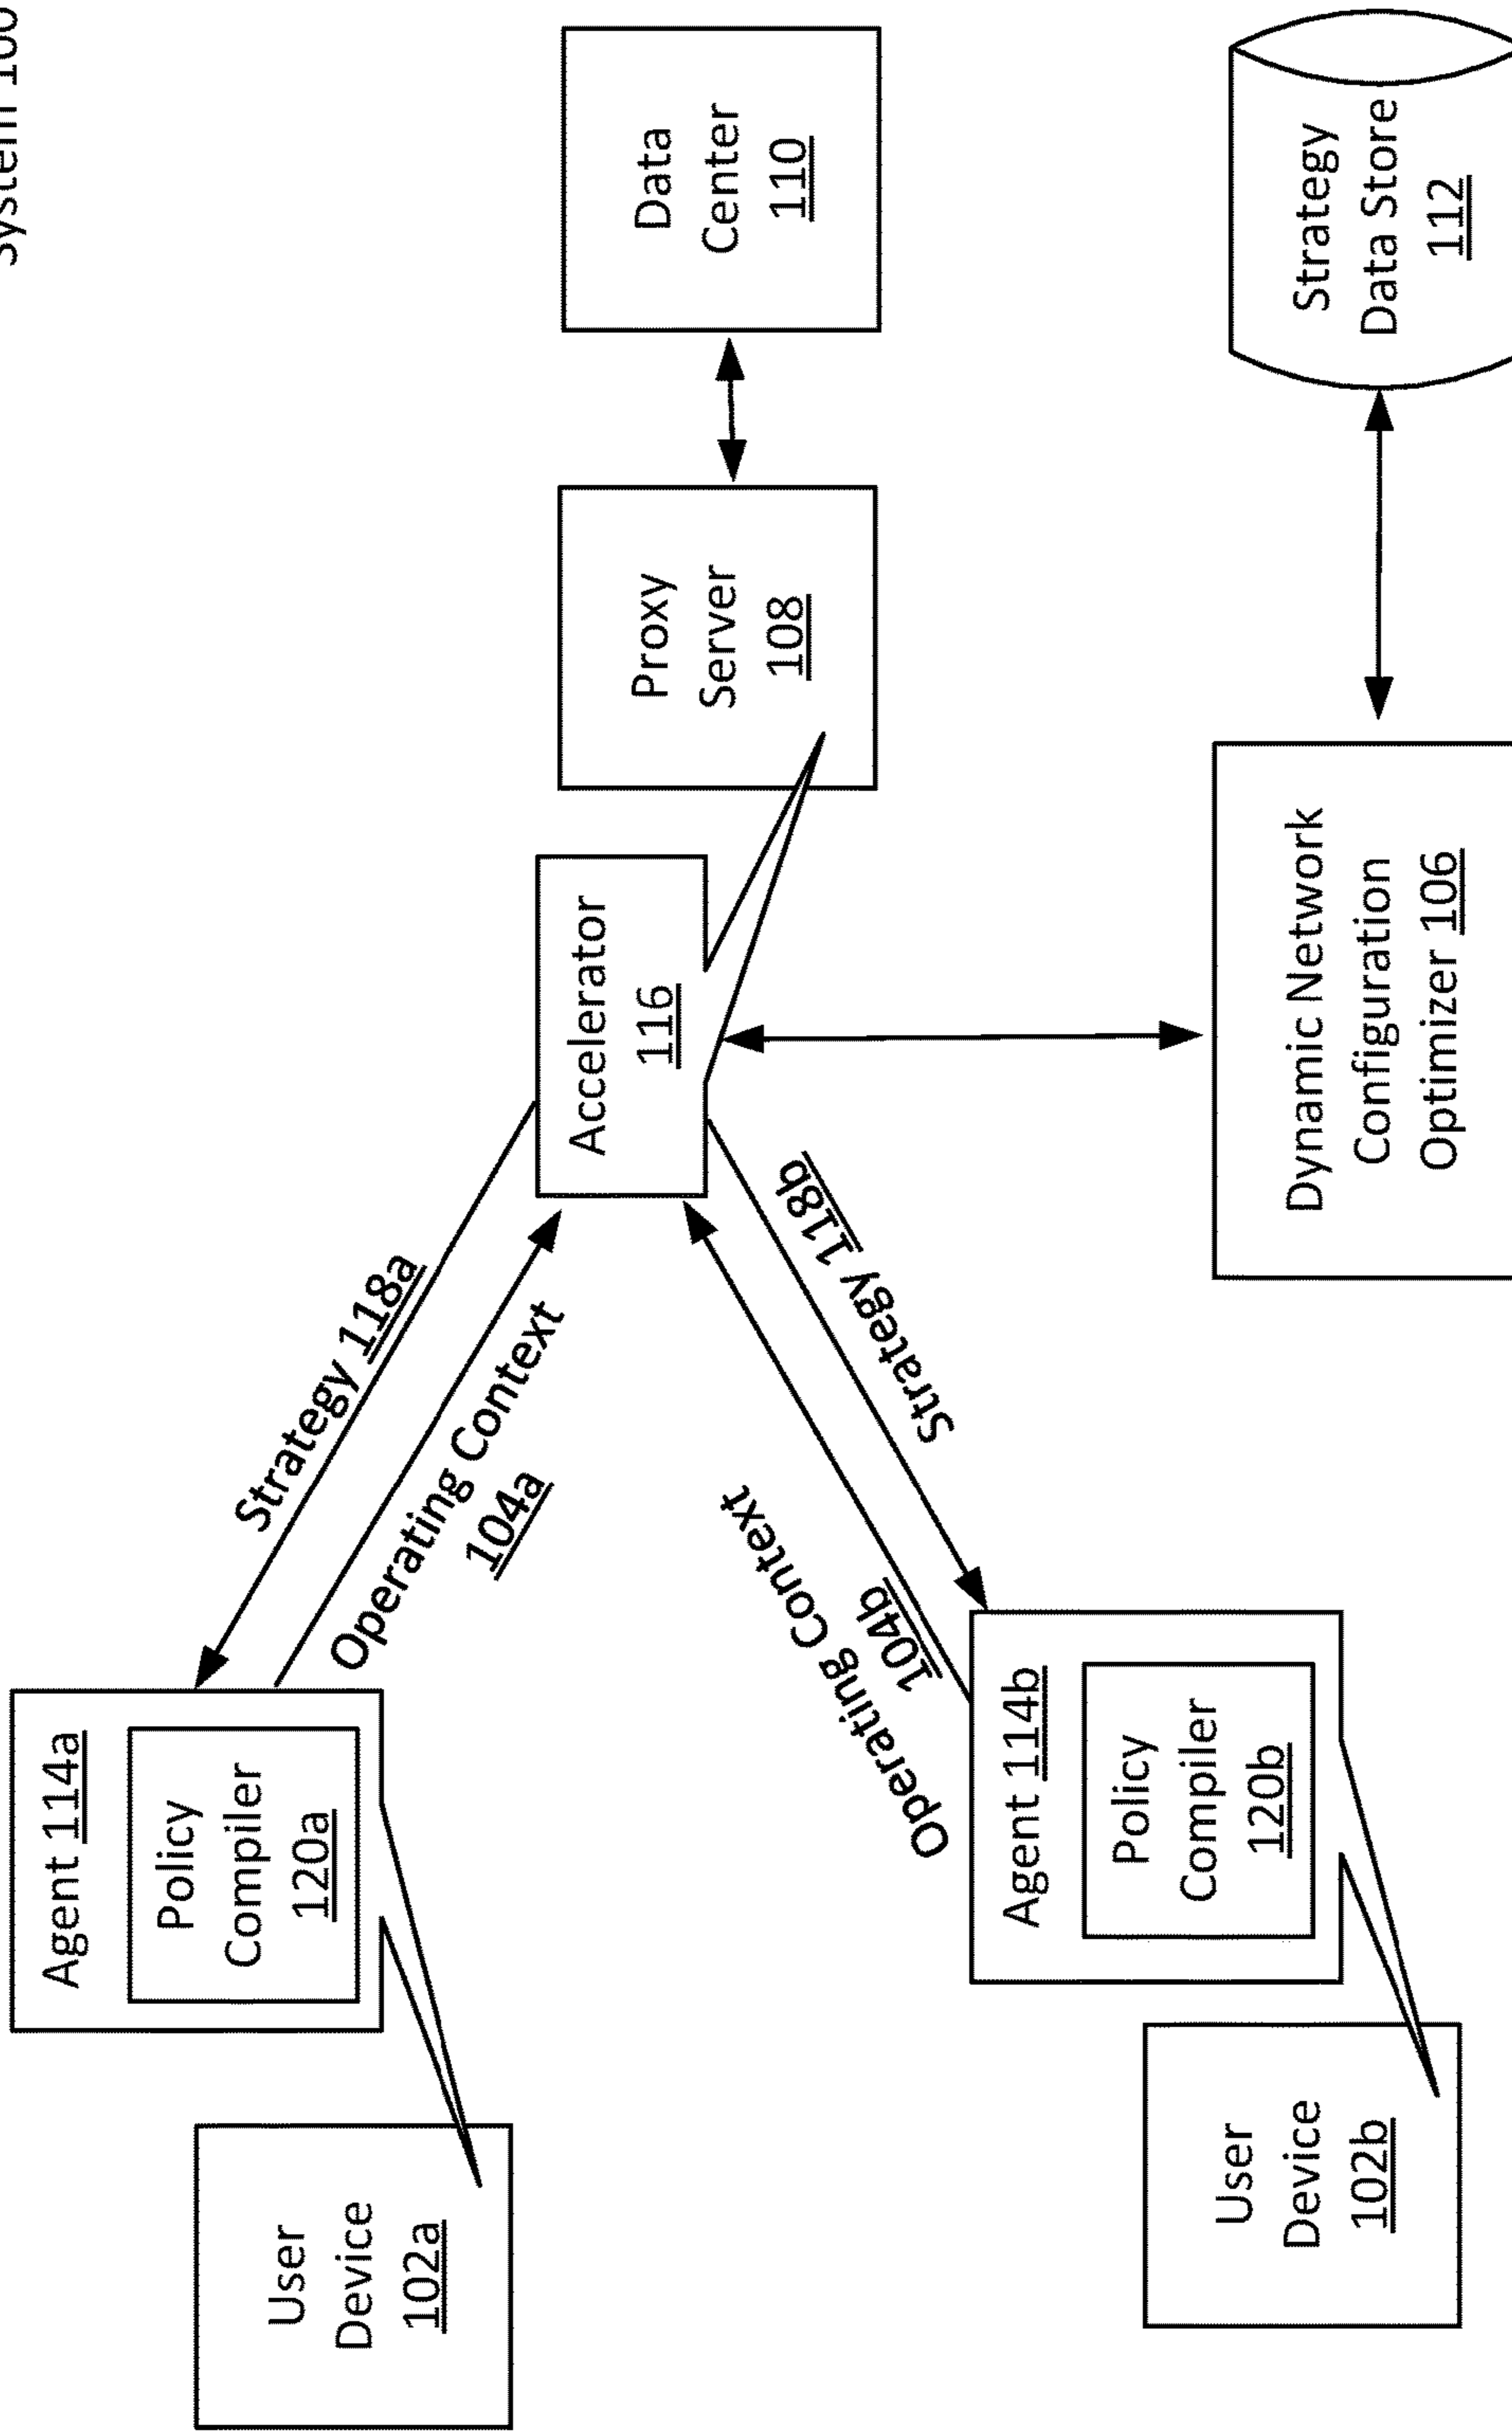 System 100
Agent 114a
Policy
Compiler
120a
User
Device
102a
Strategy 118a
Operating Context
104a
Accelerator
116
Proxy
Server
108
Data
Center
110
Operating Context
104b
Strategy 118b
Agent 114b
Policy
Compiler
120b
User
Device
102b
Dynamic Network
Configuration
Optimizer 106
Strategy
Data Store
112